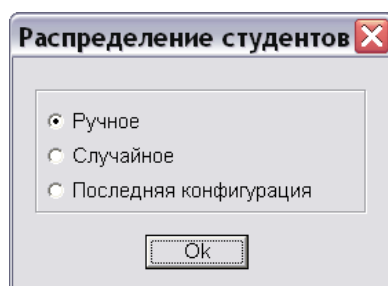 Распределение студентов
Ручное
Случайное
Последняя конфигурация
Ok